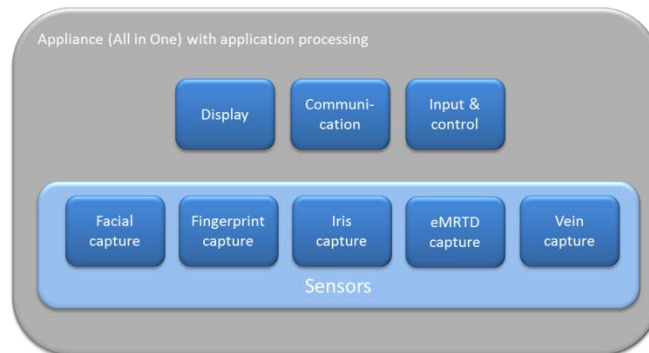 Appliance (All in One) with application processing
Display
Communi-
cation
Input &
control
Facial
capture
Fingerprint
capture
Iris
capture
eMRTD
capture
Vein
capture
Sensors